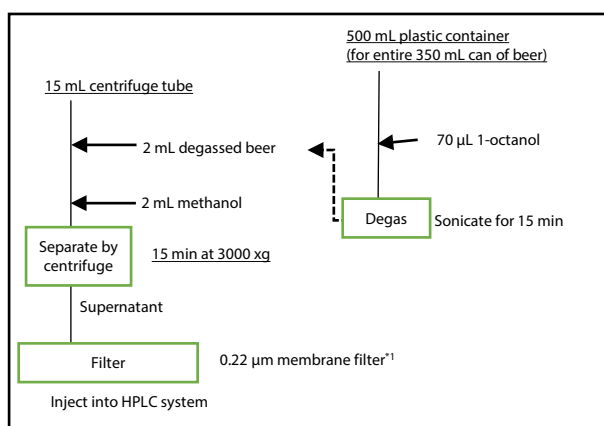 500 mL plastic container
(for entire 350 mL can of beer)
15 mL centrifuge tube
2 mL degassed beer
70 µL 1-octanol
2 mL methanol
Degas
Sonicate for 15 min
Separate by
centrifuge
15 min at 3000 xg
Supernatant
Filter
0.22 µm membrane filter*1
Inject into HPLC system